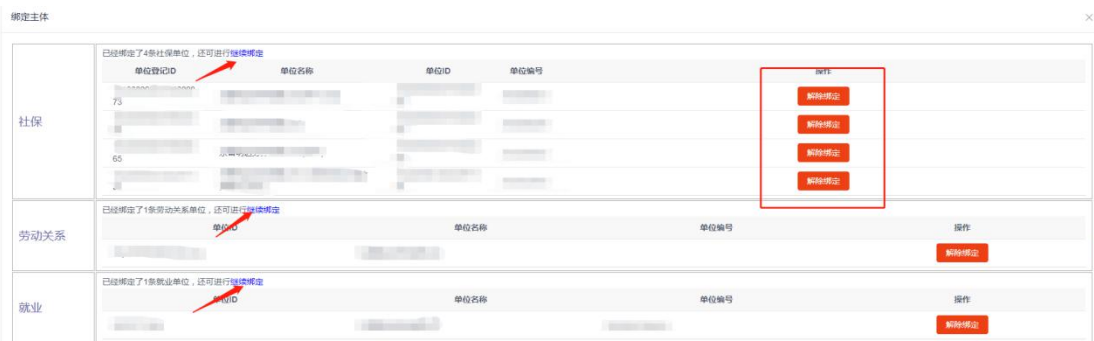 绑定主体
×
已经绑定了4条社保单位，还可进行继续绑定
单位登记ID 单位名称 单位ID 单位编号 操作
73 解除绑定
社保
解除绑定
65 解除绑定
解除绑定
已经绑定了1条劳动关系单位，还可进行继续绑定
单位ID 单位名称 单位编号 操作
劳动关系
解除绑定
已经绑定了1条就业单位，还可进行继续绑定
单位ID 单位名称 单位编号 操作
就业
解除绑定